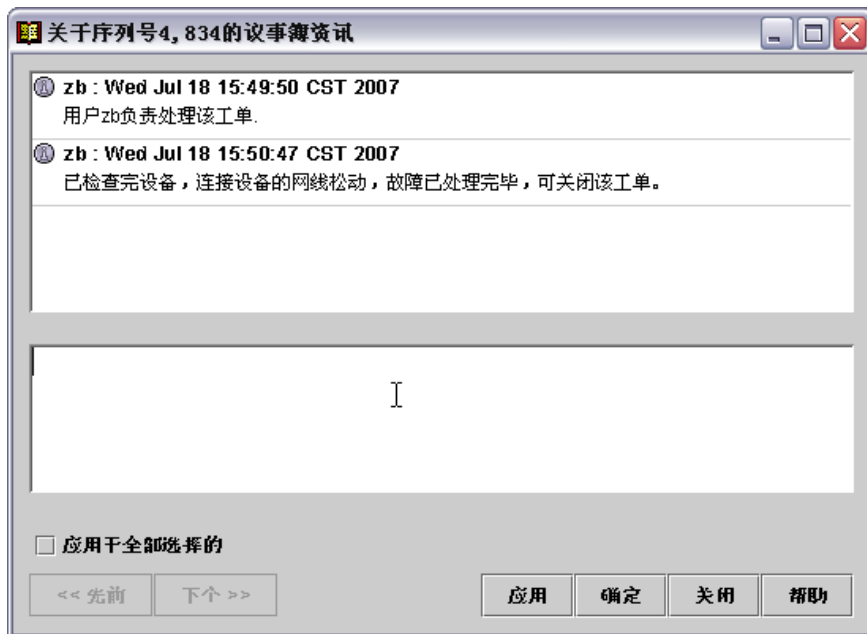 关于序列号4,834的议事簿资讯
zb : Wed Jul 18 15:49:50 CST 2007
用户zb负责处理该工单.
zb : Wed Jul 18 15:50:47 CST 2007
已检查完设备，连接设备的网线松动，故障已处理完毕，可关闭该工单。
应用于全部选择的
<< 先前 下个 >> 应用 确定 关闭 帮助